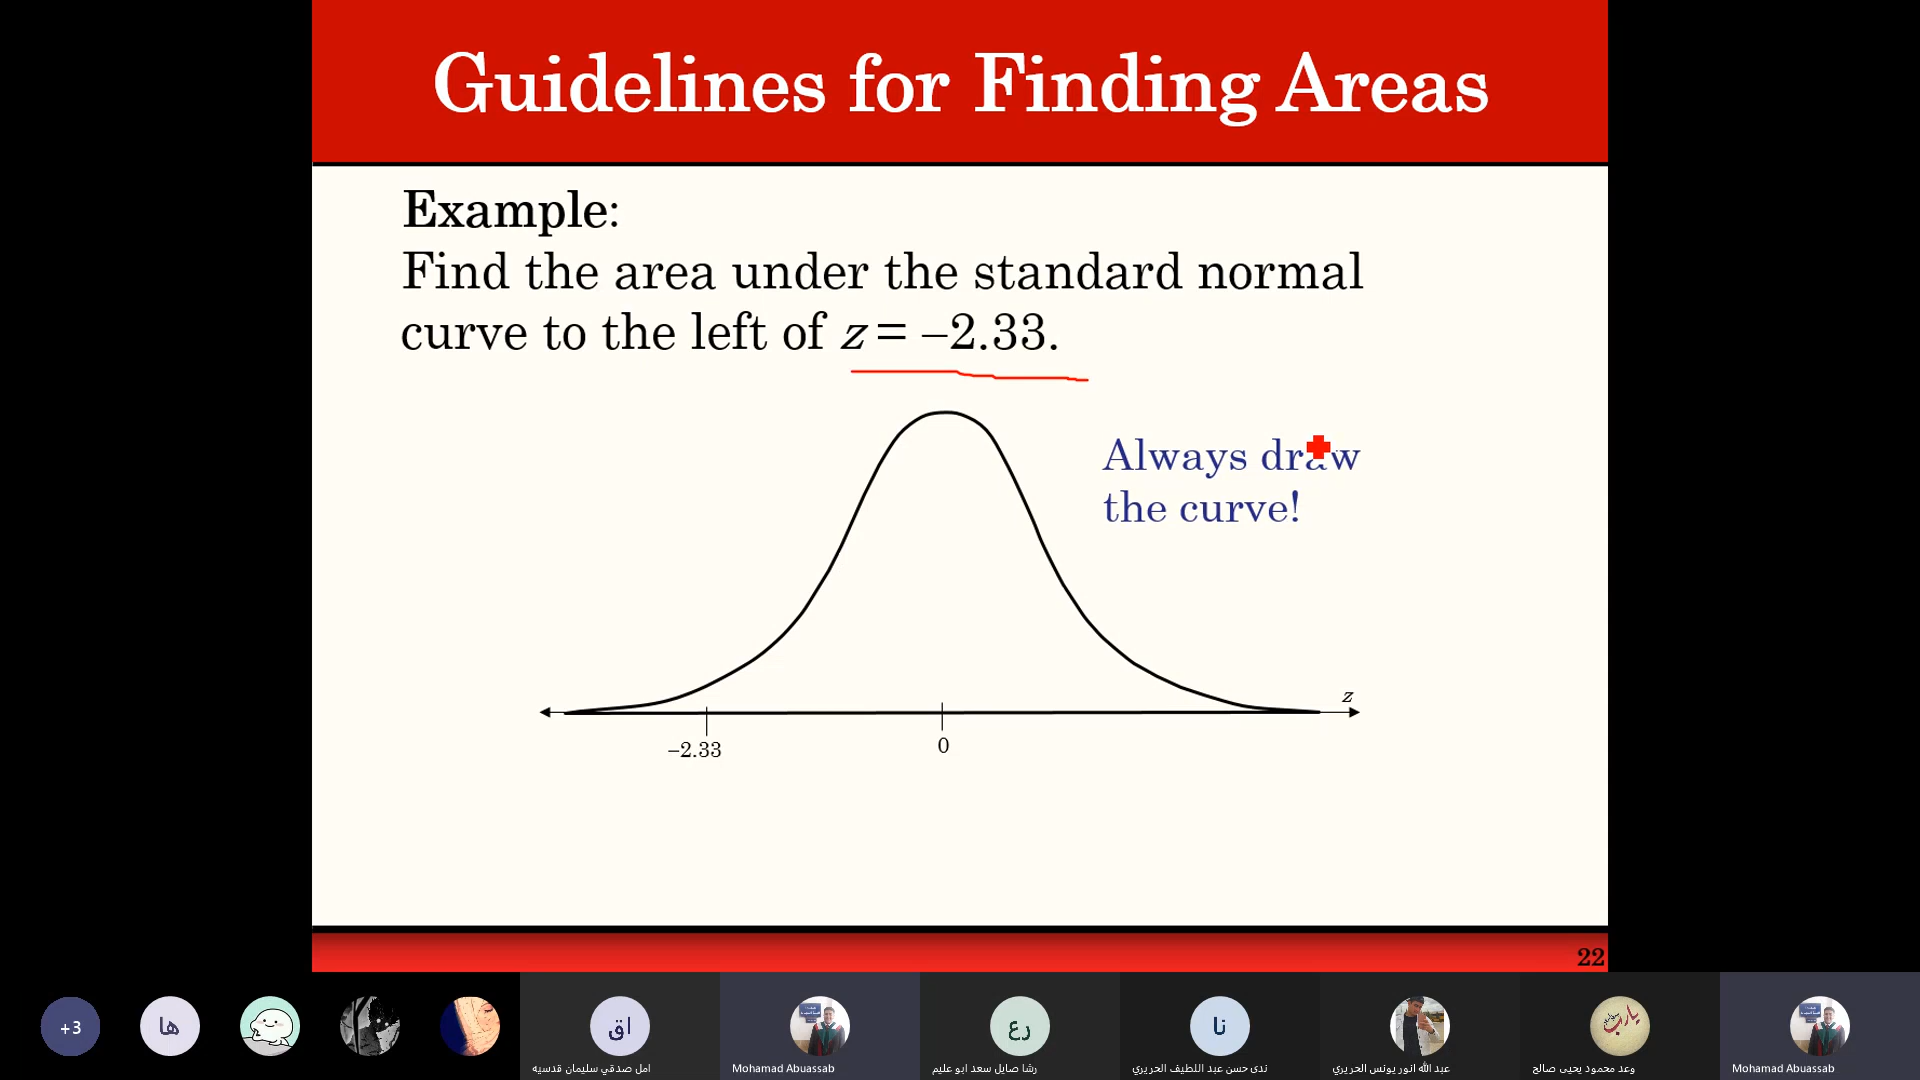 Guidelines for Finding Areas
Example:
Find the area under the standard normal
curve to the left of z = –2.33.
Always draw
the curve!
z
–2.33
0
22
+3
ها
اق
رع
نا
امل صدقي سليمان قدسيه
Mohamad Abuassab
رشا صايل سعد ابو عليم
ندى حسن عبد اللطيف الحريري
عبد الله انور يونس الحريري
وعد محمود يحيى صالح
Mohamad Abuassab